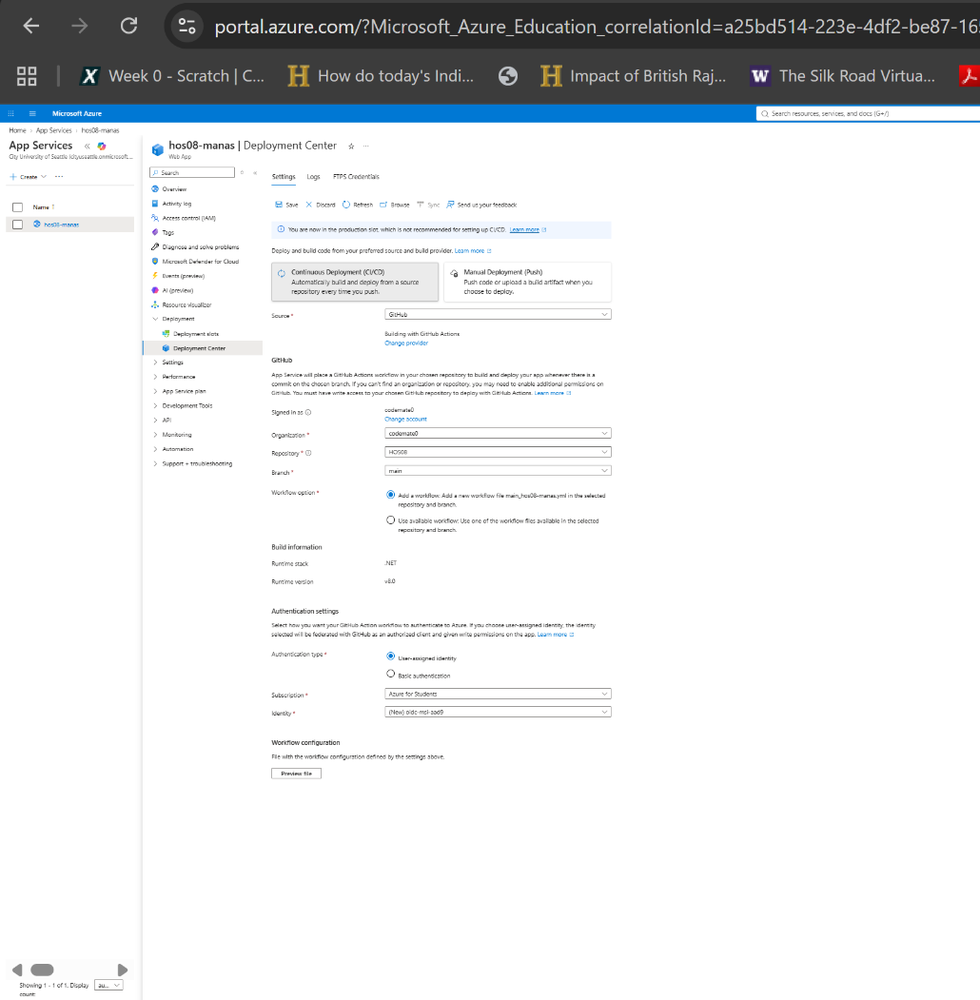 portal.azure.com/?Microsoft_Azure_Education_correlationId=a25bd514-223e-4df2-be87-16
X Week 0 - Scratch | C...
H How do today's Indi...
H Impact of British Raj...
W The Silk Road Virtua...
Microsoft Azure
Search resources, services, and docs (G+/)
Home > App Services > hos08-manas
App Services
City University of Seattle (cityuseattle.onmicrosoft....
+ Create
Name ↑
hos08-manas
Showing 1 - 1 of 1. Display
count:
au...
hos08-manas | Deployment Center
Web App
Search
Overview
Activity log
Access control (IAM)
Tags
Diagnose and solve problems
Microsoft Defender for Cloud
Events (preview)
AI (preview)
Resource visualizer
Deployment
Deployment slots
Deployment Center
Settings
Performance
App Service plan
Development Tools
API
Monitoring
Automation
Support + troubleshooting
Settings Logs FTPS Credentials
Save Discard Refresh Browse Sync Send us your feedback
You are now in the production slot, which is not recommended for setting up CI/CD. Learn more
Deploy and build code from your preferred source and build provider. Learn more
Continuous Deployment (CI/CD)
Automatically build and deploy from a source
repository every time you push.
Manual Deployment (Push)
Push code or upload a build artifact when you
choose to deploy.
Source * GitHub
Building with GitHub Actions
Change provider
GitHub
App Service will place a GitHub Actions workflow in your chosen repository to build and deploy your app whenever there is a
commit on the chosen branch. If you can't find an organization or repository, you may need to enable additional permissions on
GitHub. You must have write access to your chosen GitHub repository to deploy with GitHub Actions. Learn more
Signed in as codemate0
Change account
Organization * codemate0
Repository * HOS08
Branch * main
Workflow option *
Add a workflow: Add a new workflow file main_hos08-manas.yml in the selected
repository and branch.
Use available workflow: Use one of the workflow files available in the selected
repository and branch.
Build information
Runtime stack .NET
Runtime version v8.0
Authentication settings
Select how you want your GitHub Action workflow to authenticate to Azure. If you choose user-assigned identity, the identity
selected will be federated with GitHub as an authorized client and given write permissions on the app. Learn more
Authentication type * User-assigned identity
Basic authentication
Subscription * Azure for Students
Identity * (New) oidc-msi-aad9
Workflow configuration
File with the workflow configuration defined by the settings above.
Preview file